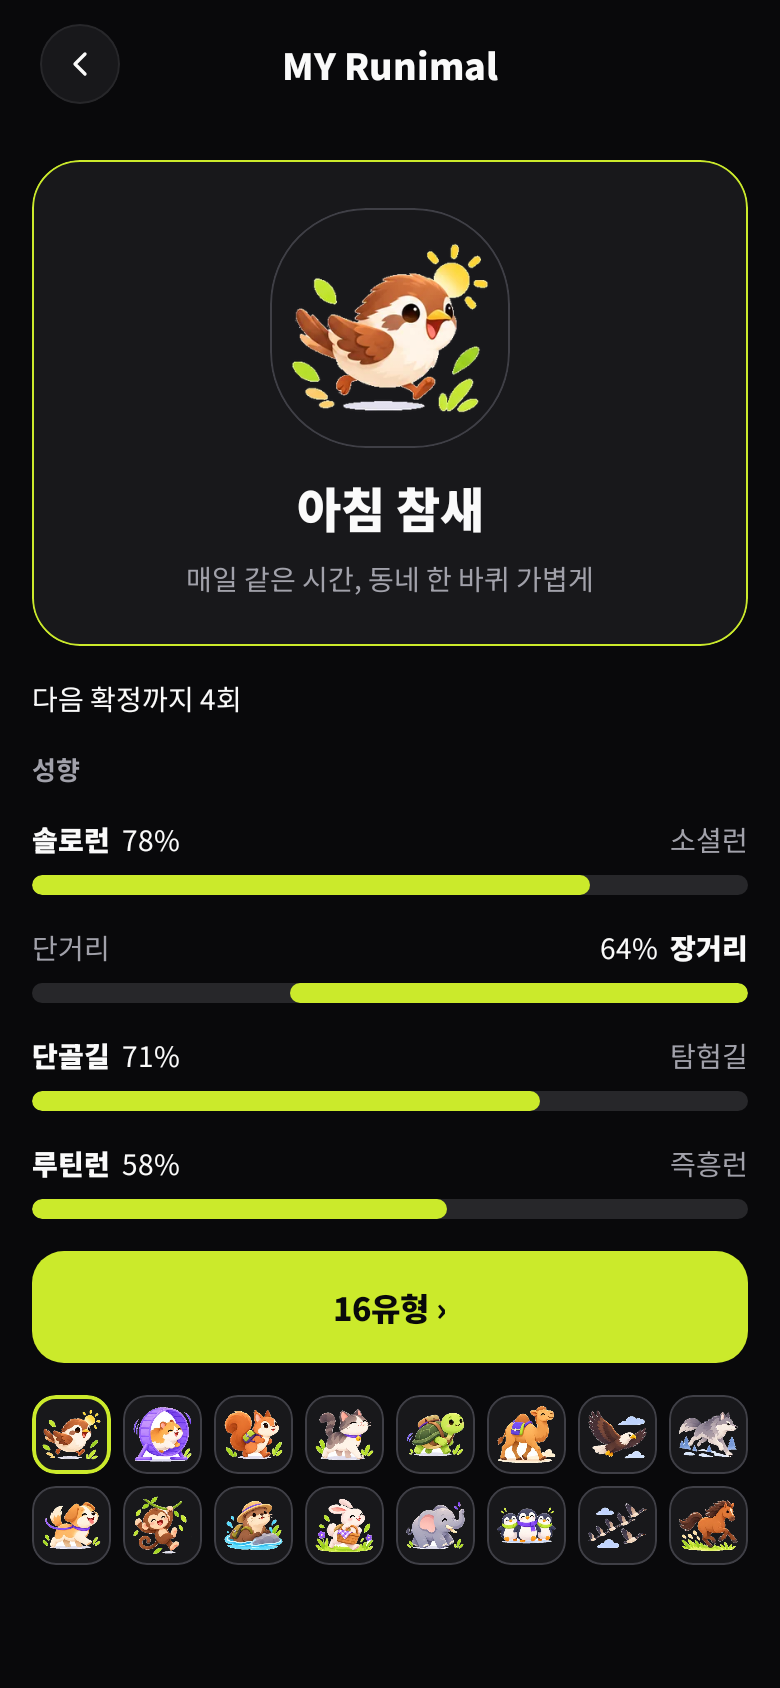 MY Runimal
아침 참새
매일 같은 시간, 동네 한 바퀴 가볍게
다음 확정까지 4회
성향
솔로런 78% 소셜런
단거리 64% 장거리
단골길 71% 탐험길
루틴런 58% 즉흥런
16유형 ›